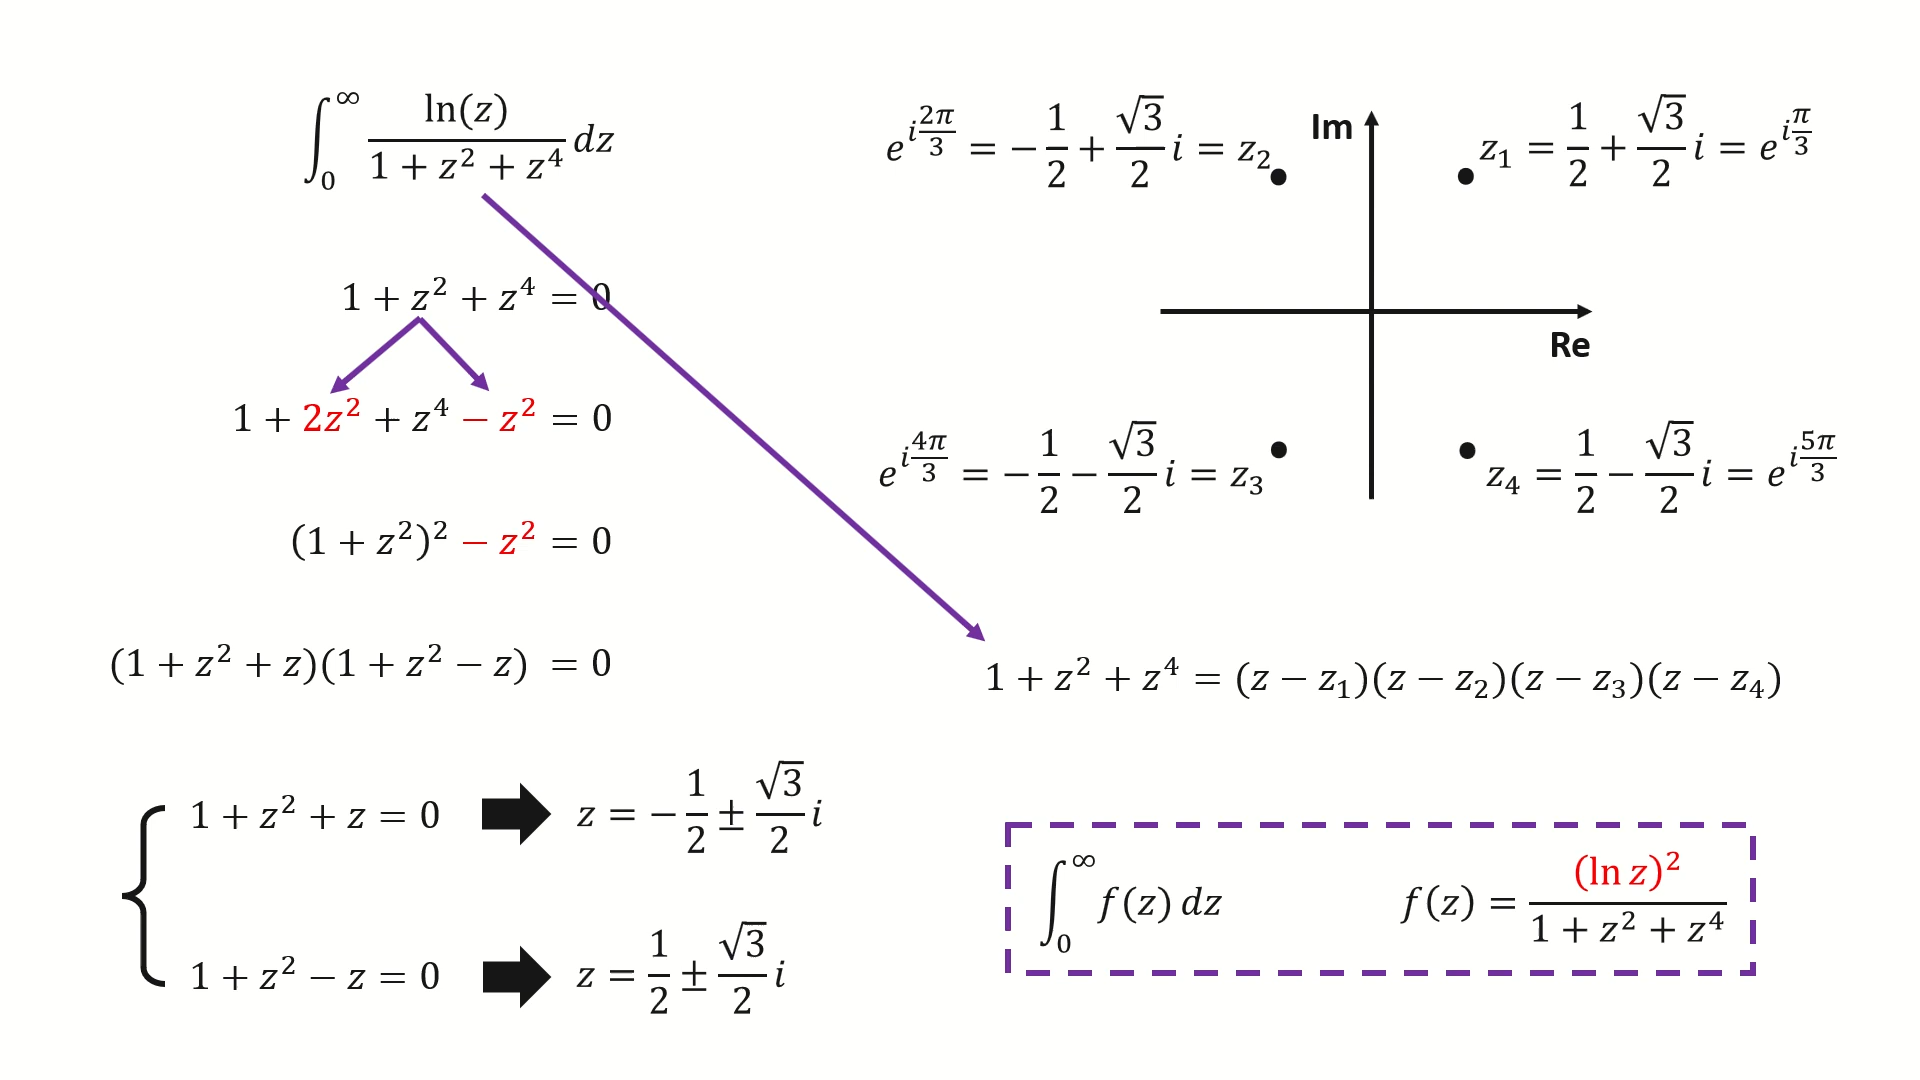 ∫₀^∞ ln(z)/(1 + z² + z⁴) dz
1 + z² + z⁴ = 0
1 + 2z² + z⁴ − z² = 0
(1 + z²)² − z² = 0
(1 + z² + z)(1 + z² − z) = 0
1 + z² + z = 0 z = −1/2 ± √3/2 i
1 + z² − z = 0 z = 1/2 ± √3/2 i
e^{i2π/3} = −1/2 + √3/2 i = z₂
Im
z₁ = 1/2 + √3/2 i = e^{iπ/3}
Re
e^{i4π/3} = −1/2 − √3/2 i = z₃
z₄ = 1/2 − √3/2 i = e^{i5π/3}
1 + z² + z⁴ = (z − z₁)(z − z₂)(z − z₃)(z − z₄)
∫₀^∞ f(z) dz f(z) = (ln z)²/(1 + z² + z⁴)